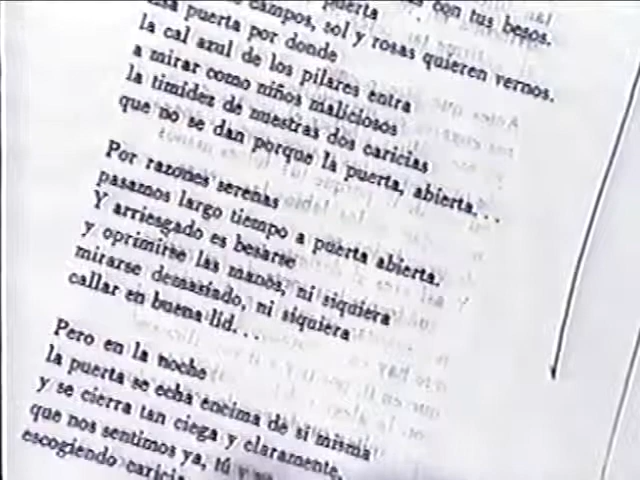 con tus besos.
puerta
campos, sol y rosas quieren vernos.
puerta por donde
la cal azul de los pilares entra
a mirar como niños maliciosos
la timidez de nuestras dos caricias
que no se dan porque la puerta, abierta...
Por razones serenas
pasamos largo tiempo a puerta abierta.
Y arriesgado es besarse
y oprimirse las manos, ni siquiera
mirarse demasiado, ni siquiera
callar en buena lid...
Pero en la noche
la puerta se echa encima de sí misma
y se cierra tan ciega y claramente,
que nos sentimos ya, tú y
escogiendo